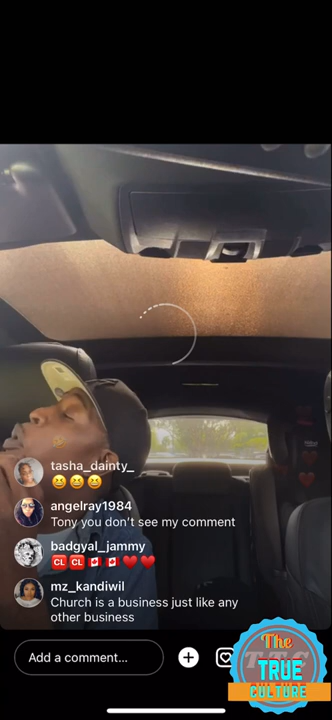 tasha_dainty_
😆😆😆
angelray1984
Tony you don't see my comment
badgyal_jammy
🆑🆑🇨🇦🇨🇦♥️♥️
mz_kandiwil
Church is a business just like any
other business
Add a comment...
The
T.T.C
TRUE
CULTURE